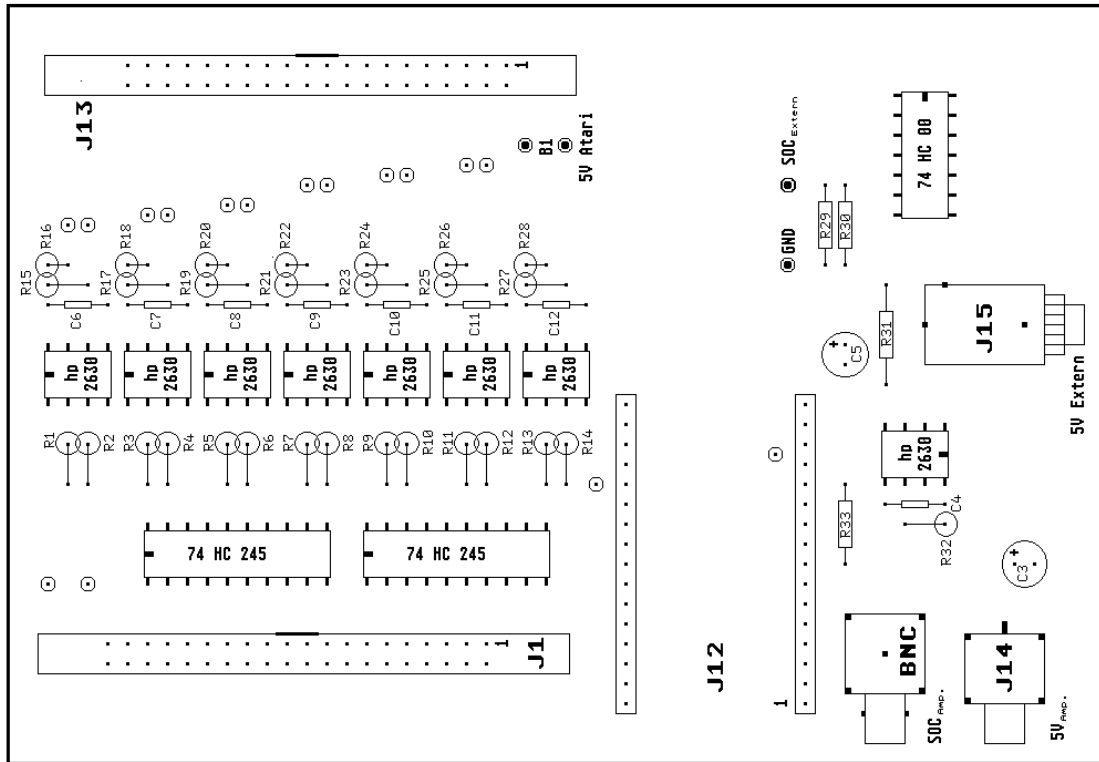 J13
1
B1
5V Atari
SOC Extern
GND
74 HC 00
R29
R30
R16
R18
R20
R22
R24
R26
R28
R15
R17
R19
R21
R23
R25
R27
C6
C7
C8
C9
C10
C11
C12
hp
2630
hp
2630
hp
2630
hp
2630
hp
2630
hp
2630
hp
2630
C5
+
R31
J15
5V Extern
R1
R2
R3
R4
R5
R6
R7
R8
R9
R10
R11
R12
R13
R14
hp
2630
R33
C4
R32
+
C3
74 HC 245
74 HC 245
1
J1
J12
1
BNC
SOC AMP.
J14
5V AMP.